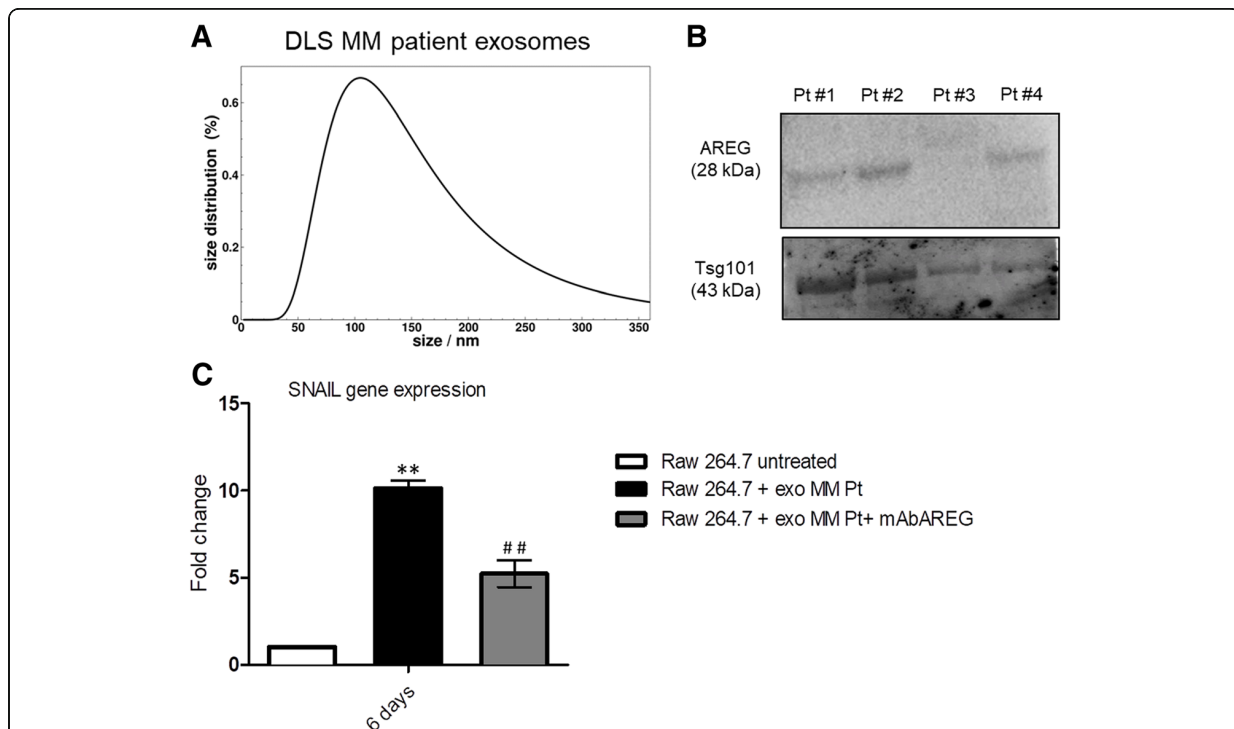 A
DLS MM patient exosomes
size distribution (%)
0.6
0.4
0.2
0
0 50 100 150 200 250 300 350
size / nm
B
Pt #1 Pt #2 Pt #3 Pt #4
AREG
(28 kDa)
Tsg101
(43 kDa)
C
SNAIL gene expression
Fold change
15
10
5
0
**
##
6 days
Raw 264.7 untreated
Raw 264.7 + exo MM Pt
Raw 264.7 + exo MM Pt+ mAbAREG